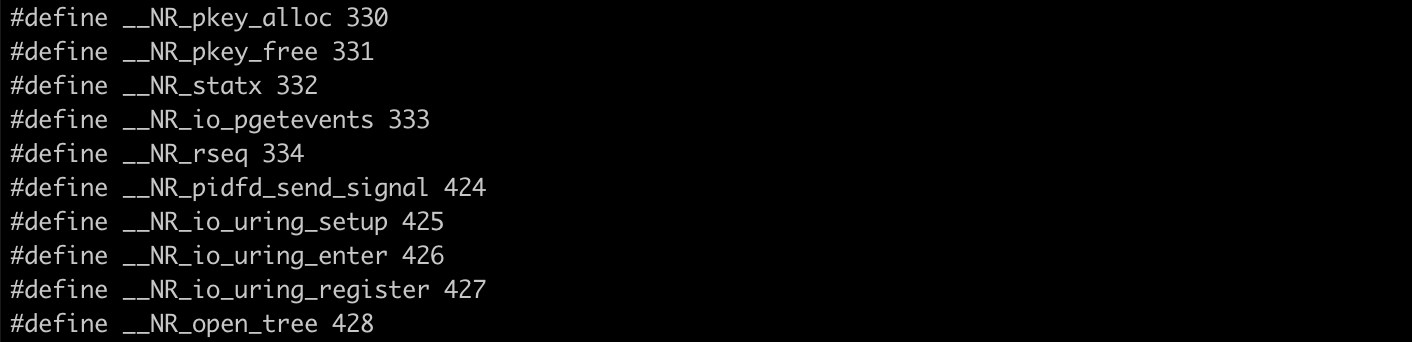 #define __NR_pkey_alloc 330
#define __NR_pkey_free 331
#define __NR_statx 332
#define __NR_io_pgetevents 333
#define __NR_rseq 334
#define __NR_pidfd_send_signal 424
#define __NR_io_uring_setup 425
#define __NR_io_uring_enter 426
#define __NR_io_uring_register 427
#define __NR_open_tree 428